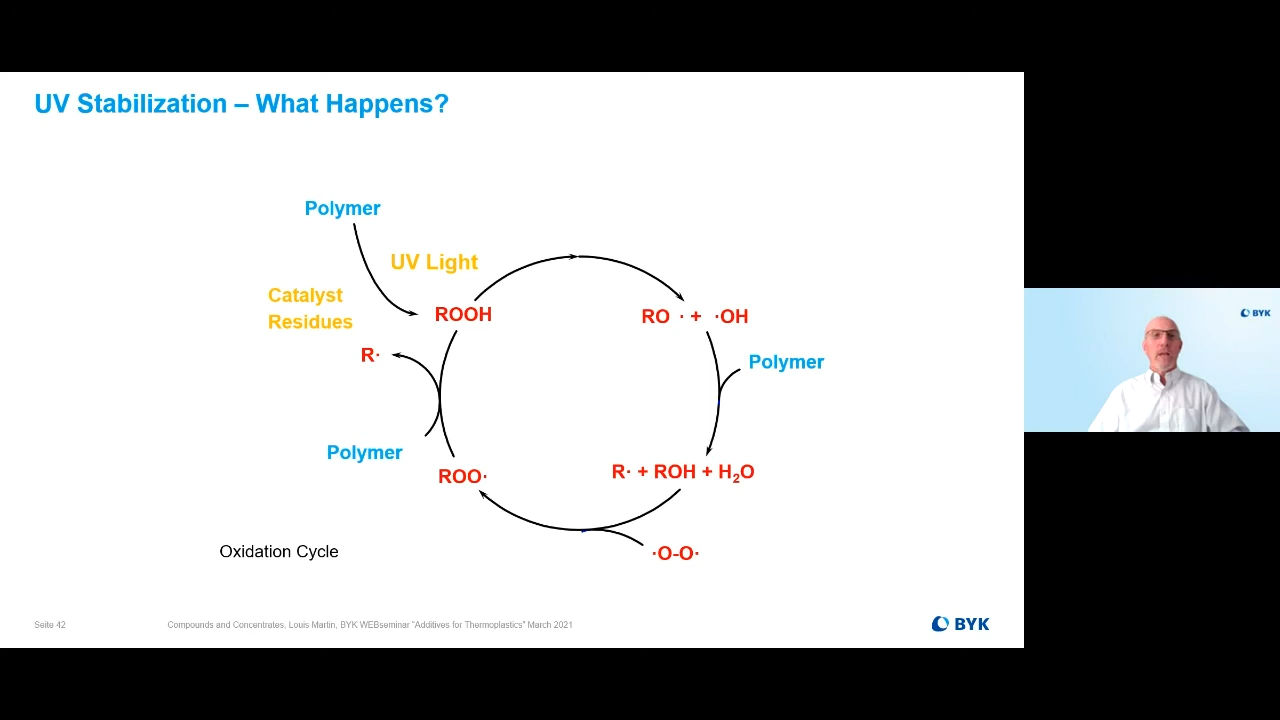 UV Stabilization – What Happens?
Polymer
UV Light
Catalyst
Residues
ROOH
RO · + ·OH
R·
Polymer
Polymer
ROO·
R· + ROH + H₂O
·O-O·
Oxidation Cycle
Seite 42
Compounds and Concentrates, Louis Martin, BYK WEBseminar "Additives for Thermoplastics" March 2021
BYK
BYK